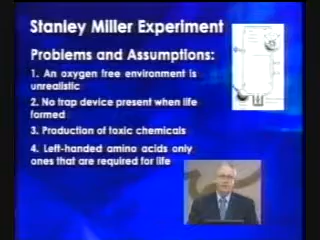 Stanley Miller Experiment
Problems and Assumptions:
1. An oxygen free environment is
unrealistic
2. No trap device present when life
formed
3. Production of toxic chemicals
4. Left-handed amino acids only
ones that are required for life